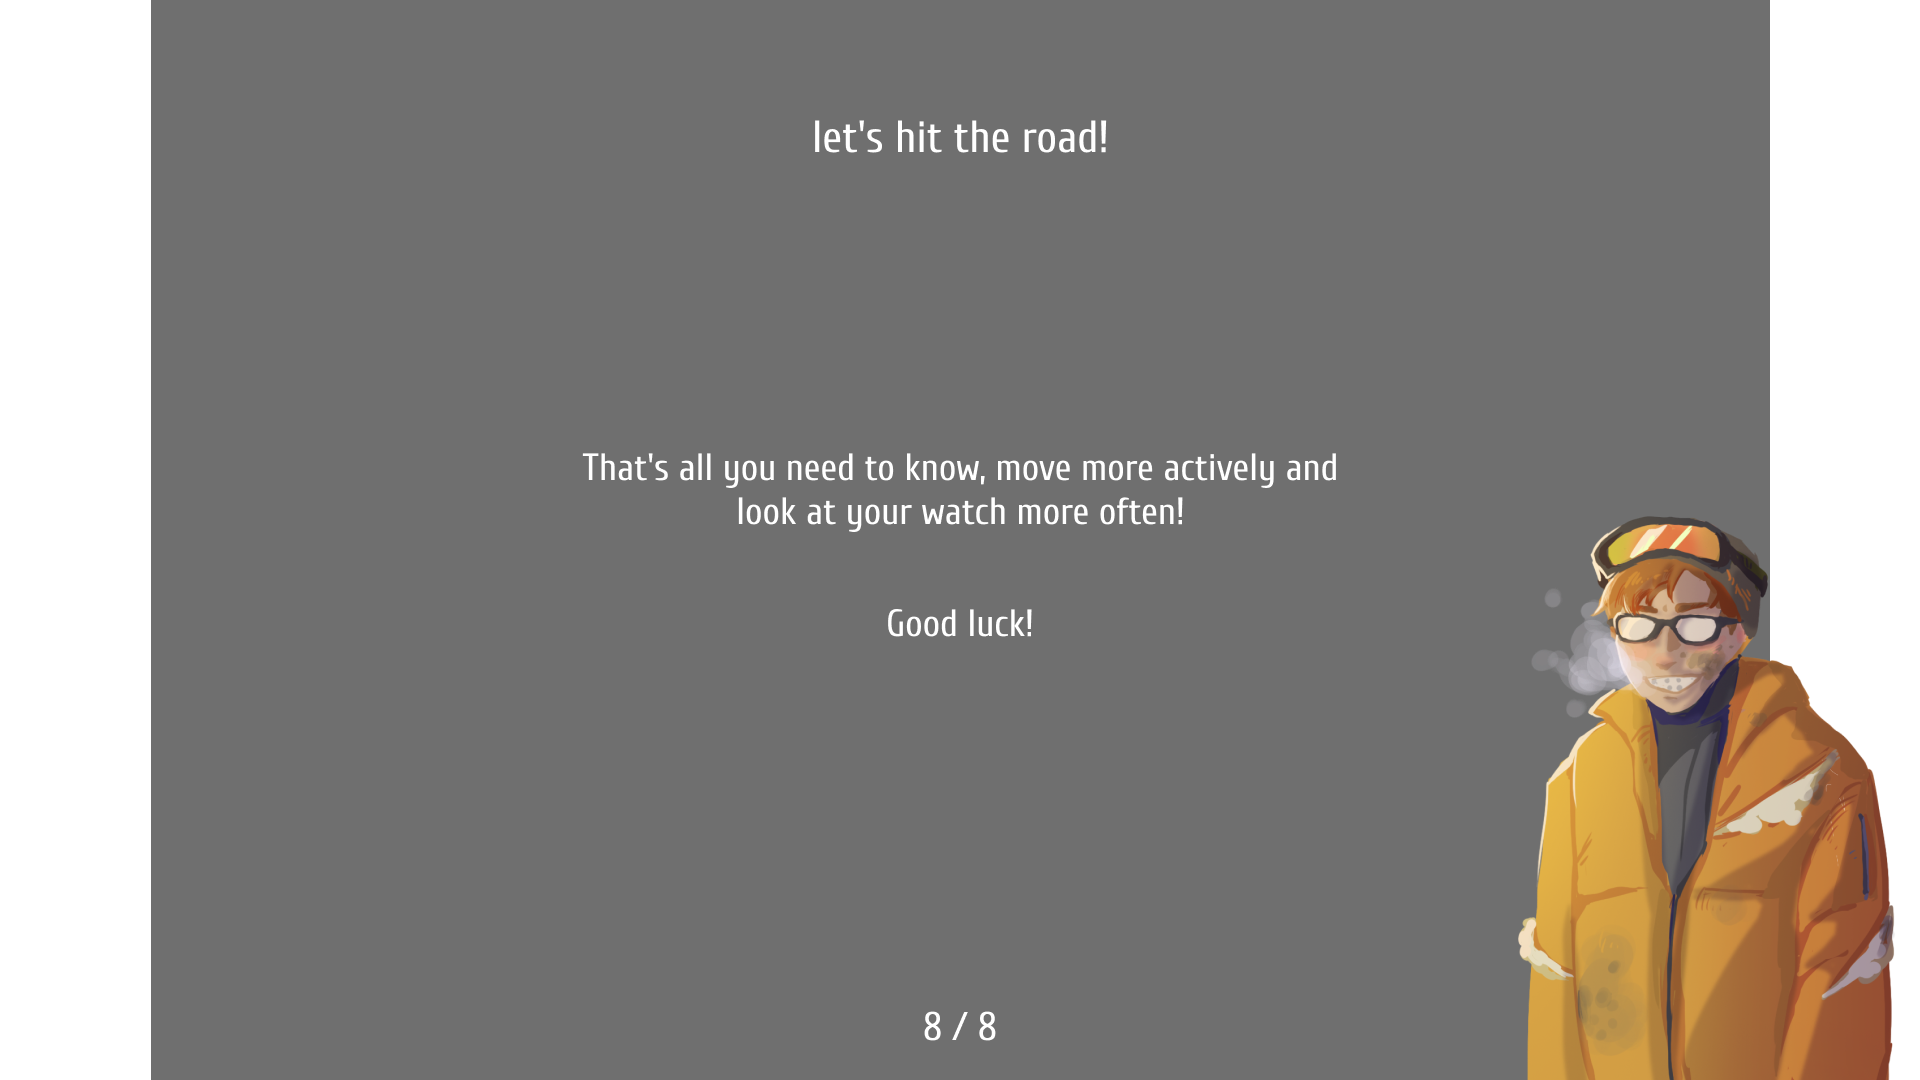 let's hit the road!
That's all you need to know, move more actively and
look at your watch more often!
Good luck!
8 / 8